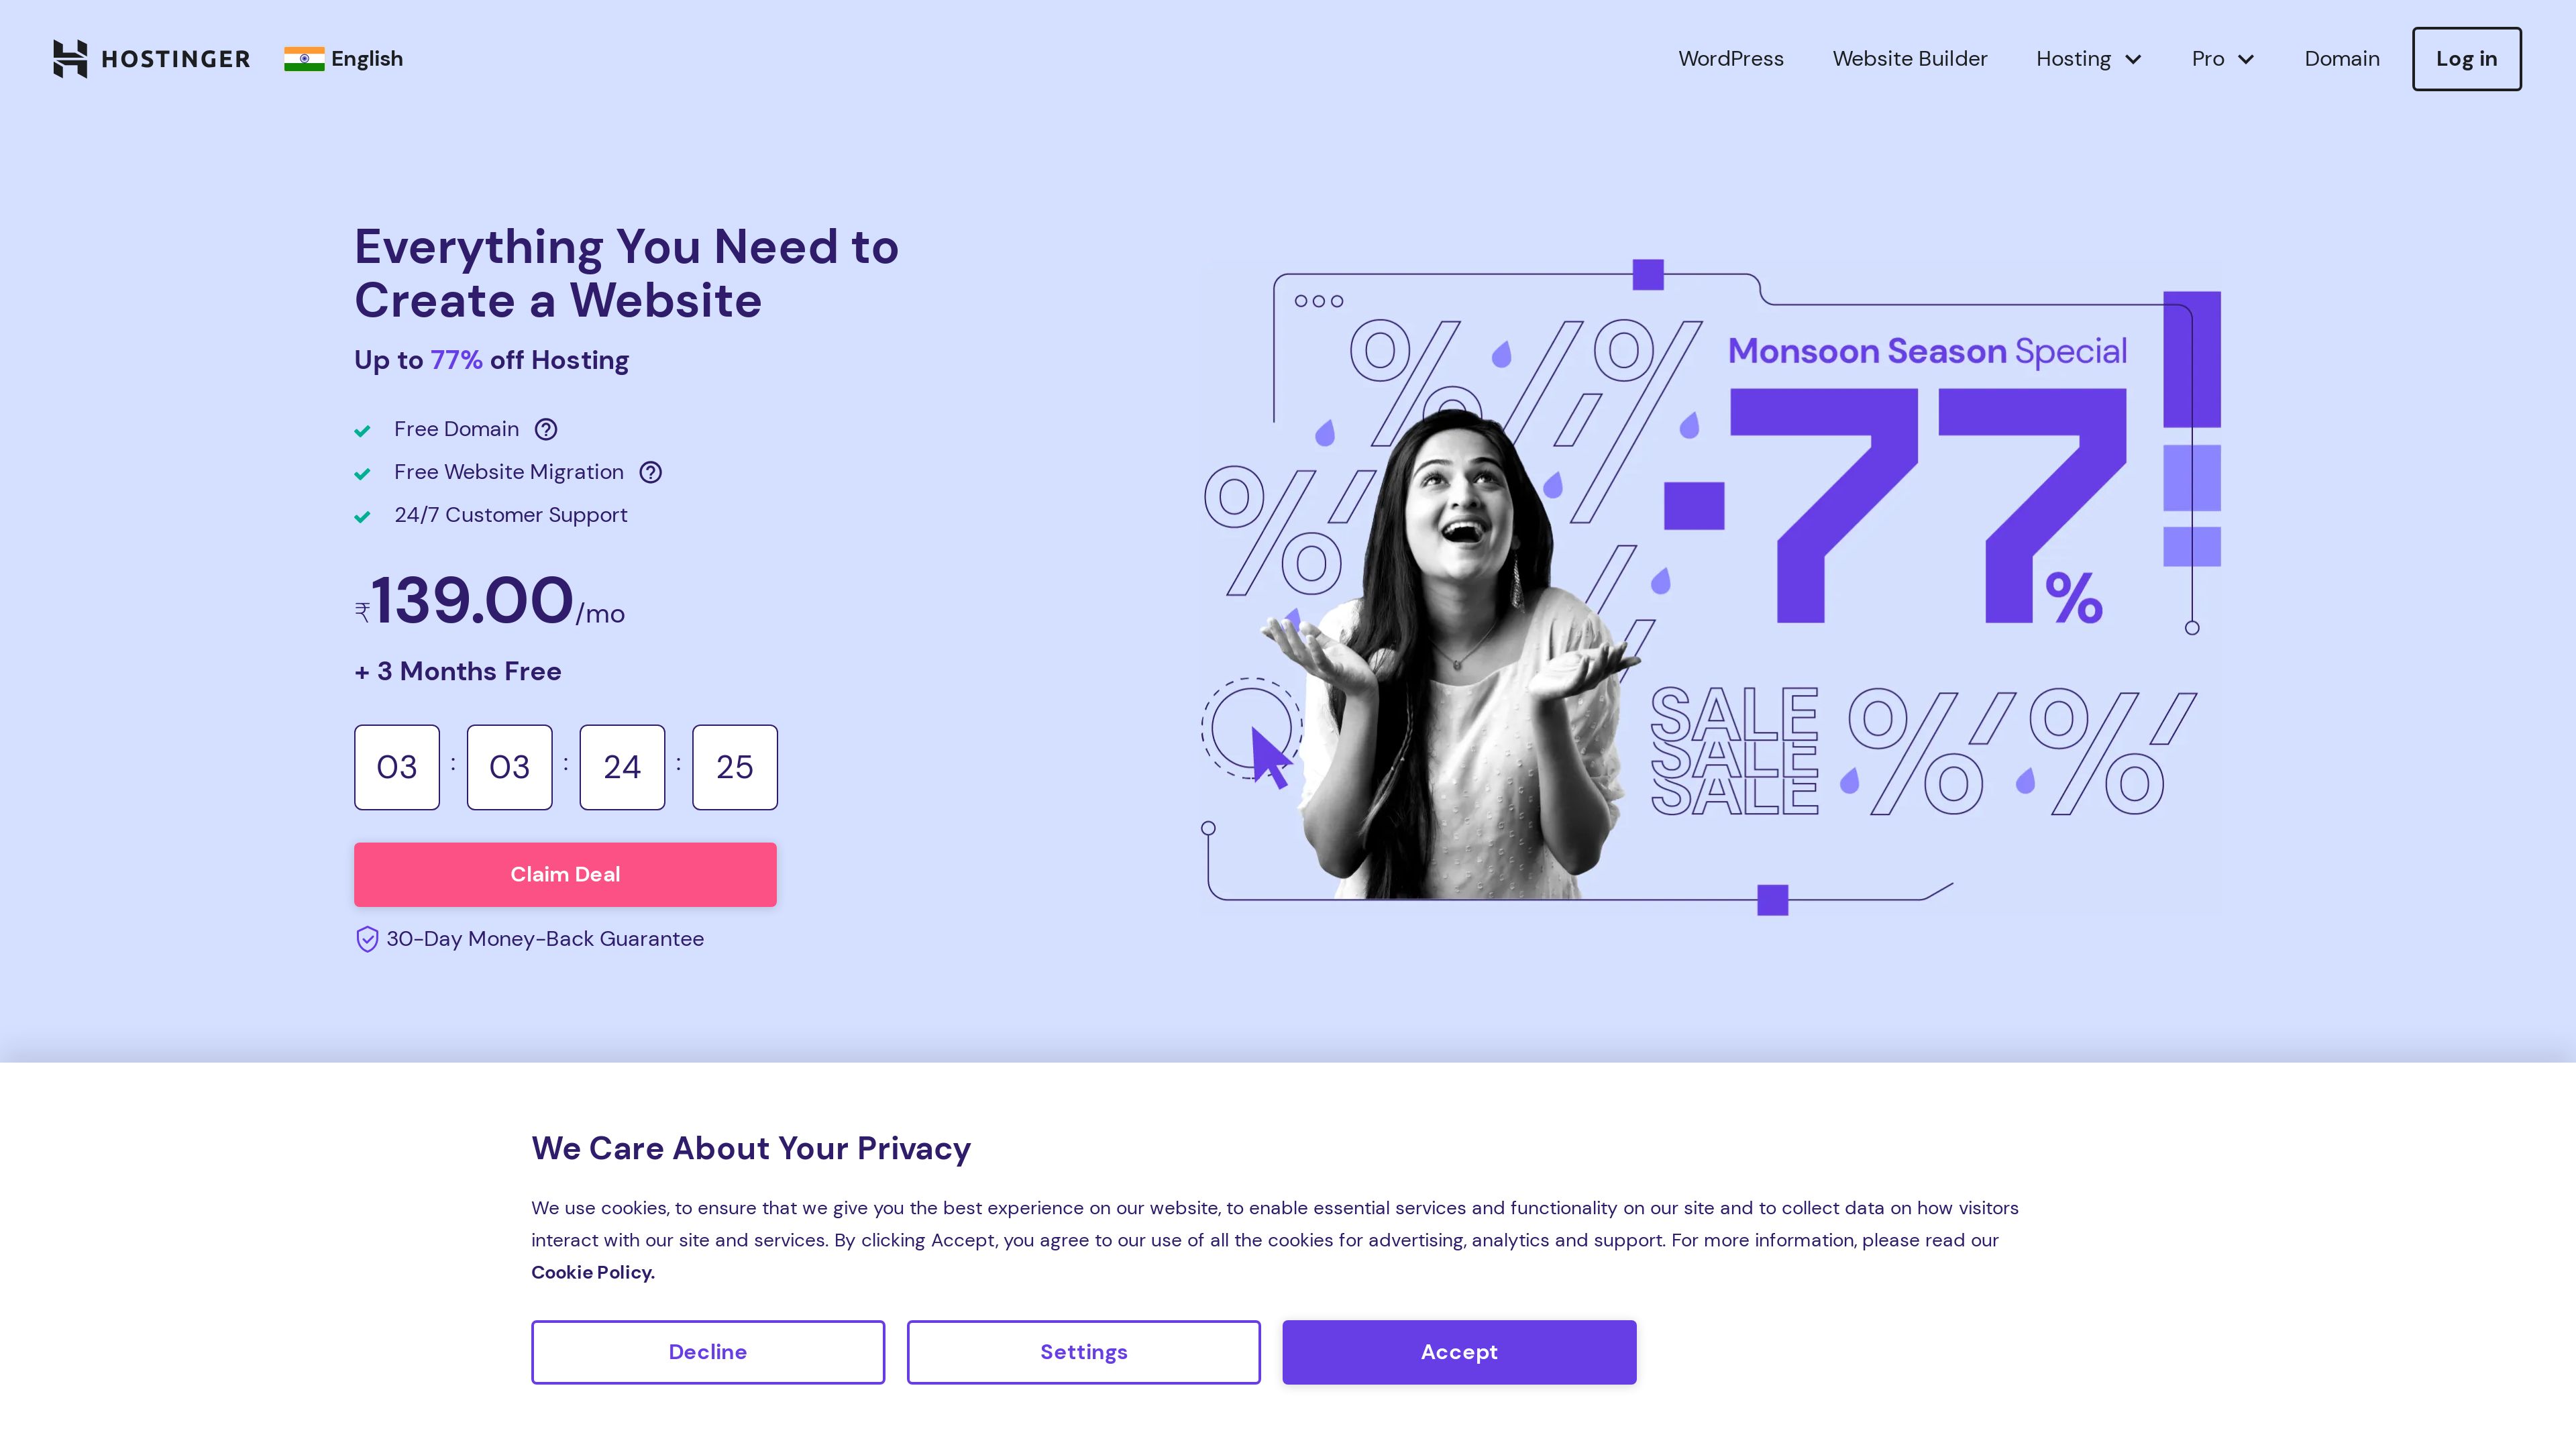 HOSTINGER
English
WordPress
Website Builder
Hosting
Pro
Domain
Log in
Everything You Need to
Create a Website
Up to 77% off Hosting
Free Domain
Free Website Migration
24/7 Customer Support
₹139.00/mo
+ 3 Months Free
03 : 03 : 24 : 25
Claim Deal
30-Day Money-Back Guarantee
Monsoon Season Special
-77%
SALE
SALE
SALE
We Care About Your Privacy
We use cookies, to ensure that we give you the best experience on our website, to enable essential services and functionality on our site and to collect data on how visitors
interact with our site and services. By clicking Accept, you agree to our use of all the cookies for advertising, analytics and support. For more information, please read our
Cookie Policy.
Decline
Settings
Accept